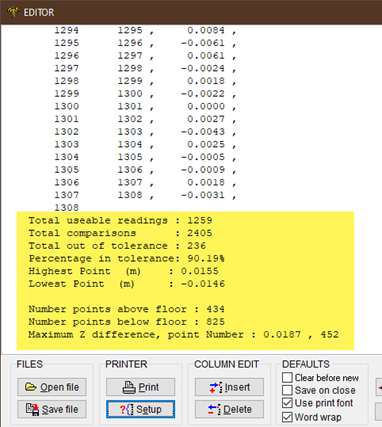 EDITOR
1294 1295 , 0.0084 ,
1295 1296 , -0.0061 ,
1296 1297 , 0.0061 ,
1297 1298 , -0.0024 ,
1298 1299 , 0.0018 ,
1299 1300 , -0.0022 ,
1300 1301 , 0.0000 ,
1301 1302 , 0.0027 ,
1302 1303 , -0.0043 ,
1303 1304 , 0.0025 ,
1304 1305 , -0.0005 ,
1305 1306 , -0.0009 ,
1306 1307 , 0.0018 ,
1307 1308 , -0.0031 ,
1308
Total useable readings : 1259
Total comparisons : 2405
Total out of tolerance : 236
Percentage in tolerance: 90.19%
Highest Point (m) : 0.0155
Lowest Point (m) : -0.0146
Number points above floor : 434
Number points below floor : 825
Maximum Z difference, point Number : 0.0187 , 452
FILES PRINTER COLUMN EDIT DEFAULTS
Open file Print Insert Clear before new
Save on close
Save file Setup Delete Use print font
Word wrap